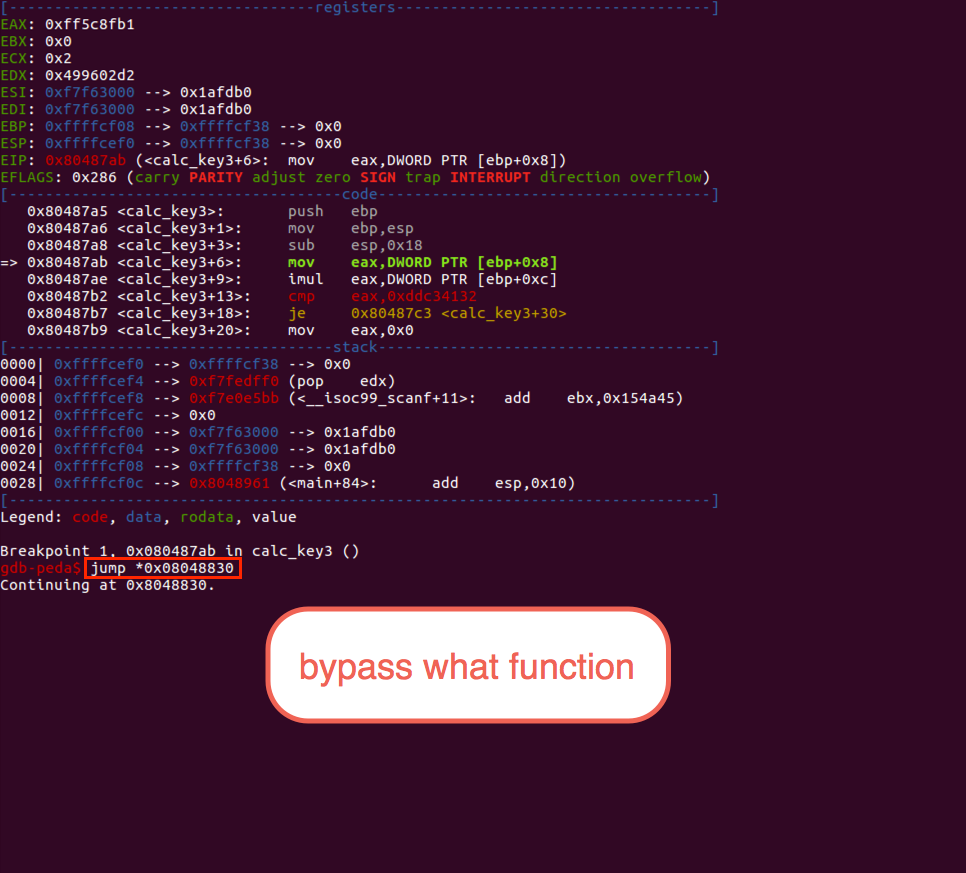 [----------------------------------registers-----------------------------------]
EAX: 0xff5c8fb1
EBX: 0x0
ECX: 0x2
EDX: 0x499602d2
ESI: 0xf7f63000 --> 0x1afdb0
EDI: 0xf7f63000 --> 0x1afdb0
EBP: 0xffffcf08 --> 0xffffcf38 --> 0x0
ESP: 0xffffcef0 --> 0xffffcf38 --> 0x0
EIP: 0x80487ab (<calc_key3+6>: mov eax,DWORD PTR [ebp+0x8])
EFLAGS: 0x286 (carry PARITY adjust zero SIGN trap INTERRUPT direction overflow)
[-------------------------------------code-------------------------------------]
0x80487a5 <calc_key3>: push ebp
0x80487a6 <calc_key3+1>: mov ebp,esp
0x80487a8 <calc_key3+3>: sub esp,0x18
=> 0x80487ab <calc_key3+6>: mov eax,DWORD PTR [ebp+0x8]
0x80487ae <calc_key3+9>: imul eax,DWORD PTR [ebp+0xc]
0x80487b2 <calc_key3+13>: cmp eax,0xddc34132
0x80487b7 <calc_key3+18>: je 0x80487c3 <calc_key3+30>
0x80487b9 <calc_key3+20>: mov eax,0x0
[------------------------------------stack-------------------------------------]
0000| 0xffffcef0 --> 0xffffcf38 --> 0x0
0004| 0xffffcef4 --> 0xf7fedff0 (pop edx)
0008| 0xffffcef8 --> 0xf7e0e5bb (<__isoc99_scanf+11>: add ebx,0x154a45)
0012| 0xffffcefc --> 0x0
0016| 0xffffcf00 --> 0xf7f63000 --> 0x1afdb0
0020| 0xffffcf04 --> 0xf7f63000 --> 0x1afdb0
0024| 0xffffcf08 --> 0xffffcf38 --> 0x0
0028| 0xffffcf0c --> 0x8048961 (<main+84>: add esp,0x10)
[------------------------------------------------------------------------------]
Legend: code, data, rodata, value
Breakpoint 1, 0x080487ab in calc_key3 ()
gdb-peda$ jump *0x08048830
Continuing at 0x8048830.
bypass what function